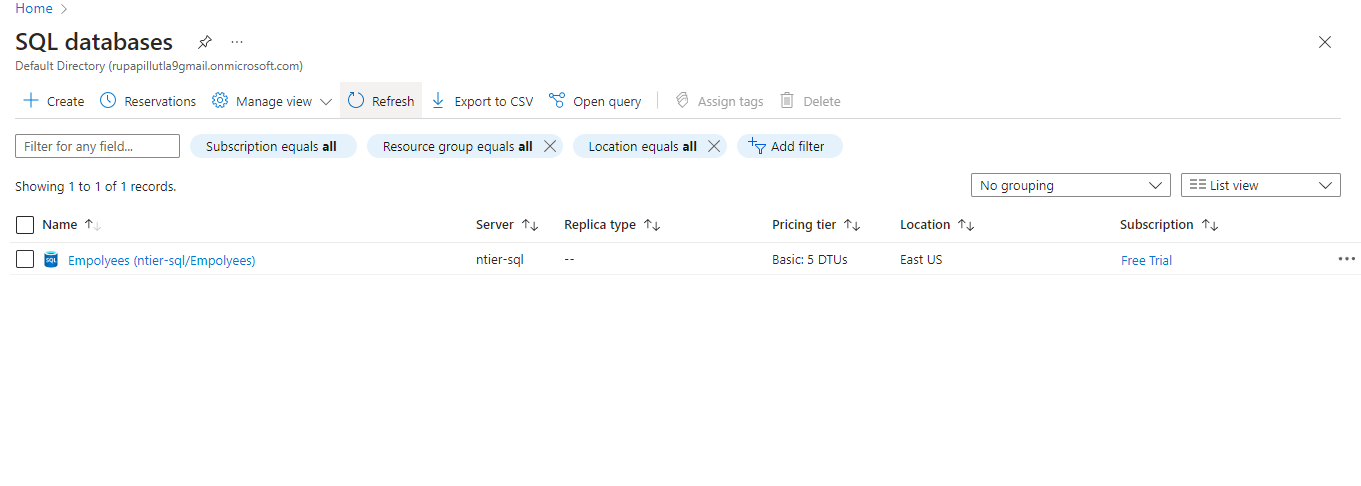 Home >
SQL databases ...
Default Directory (rupapillutla9gmail.onmicrosoft.com)
+ Create Reservations Manage view Refresh Export to CSV Open query Assign tags Delete
Filter for any field... Subscription equals all Resource group equals all Location equals all Add filter
Showing 1 to 1 of 1 records. No grouping List view
Name Server Replica type Pricing tier Location Subscription
SQL Empolyees (ntier-sql/Empolyees) ntier-sql -- Basic: 5 DTUs East US Free Trial ...